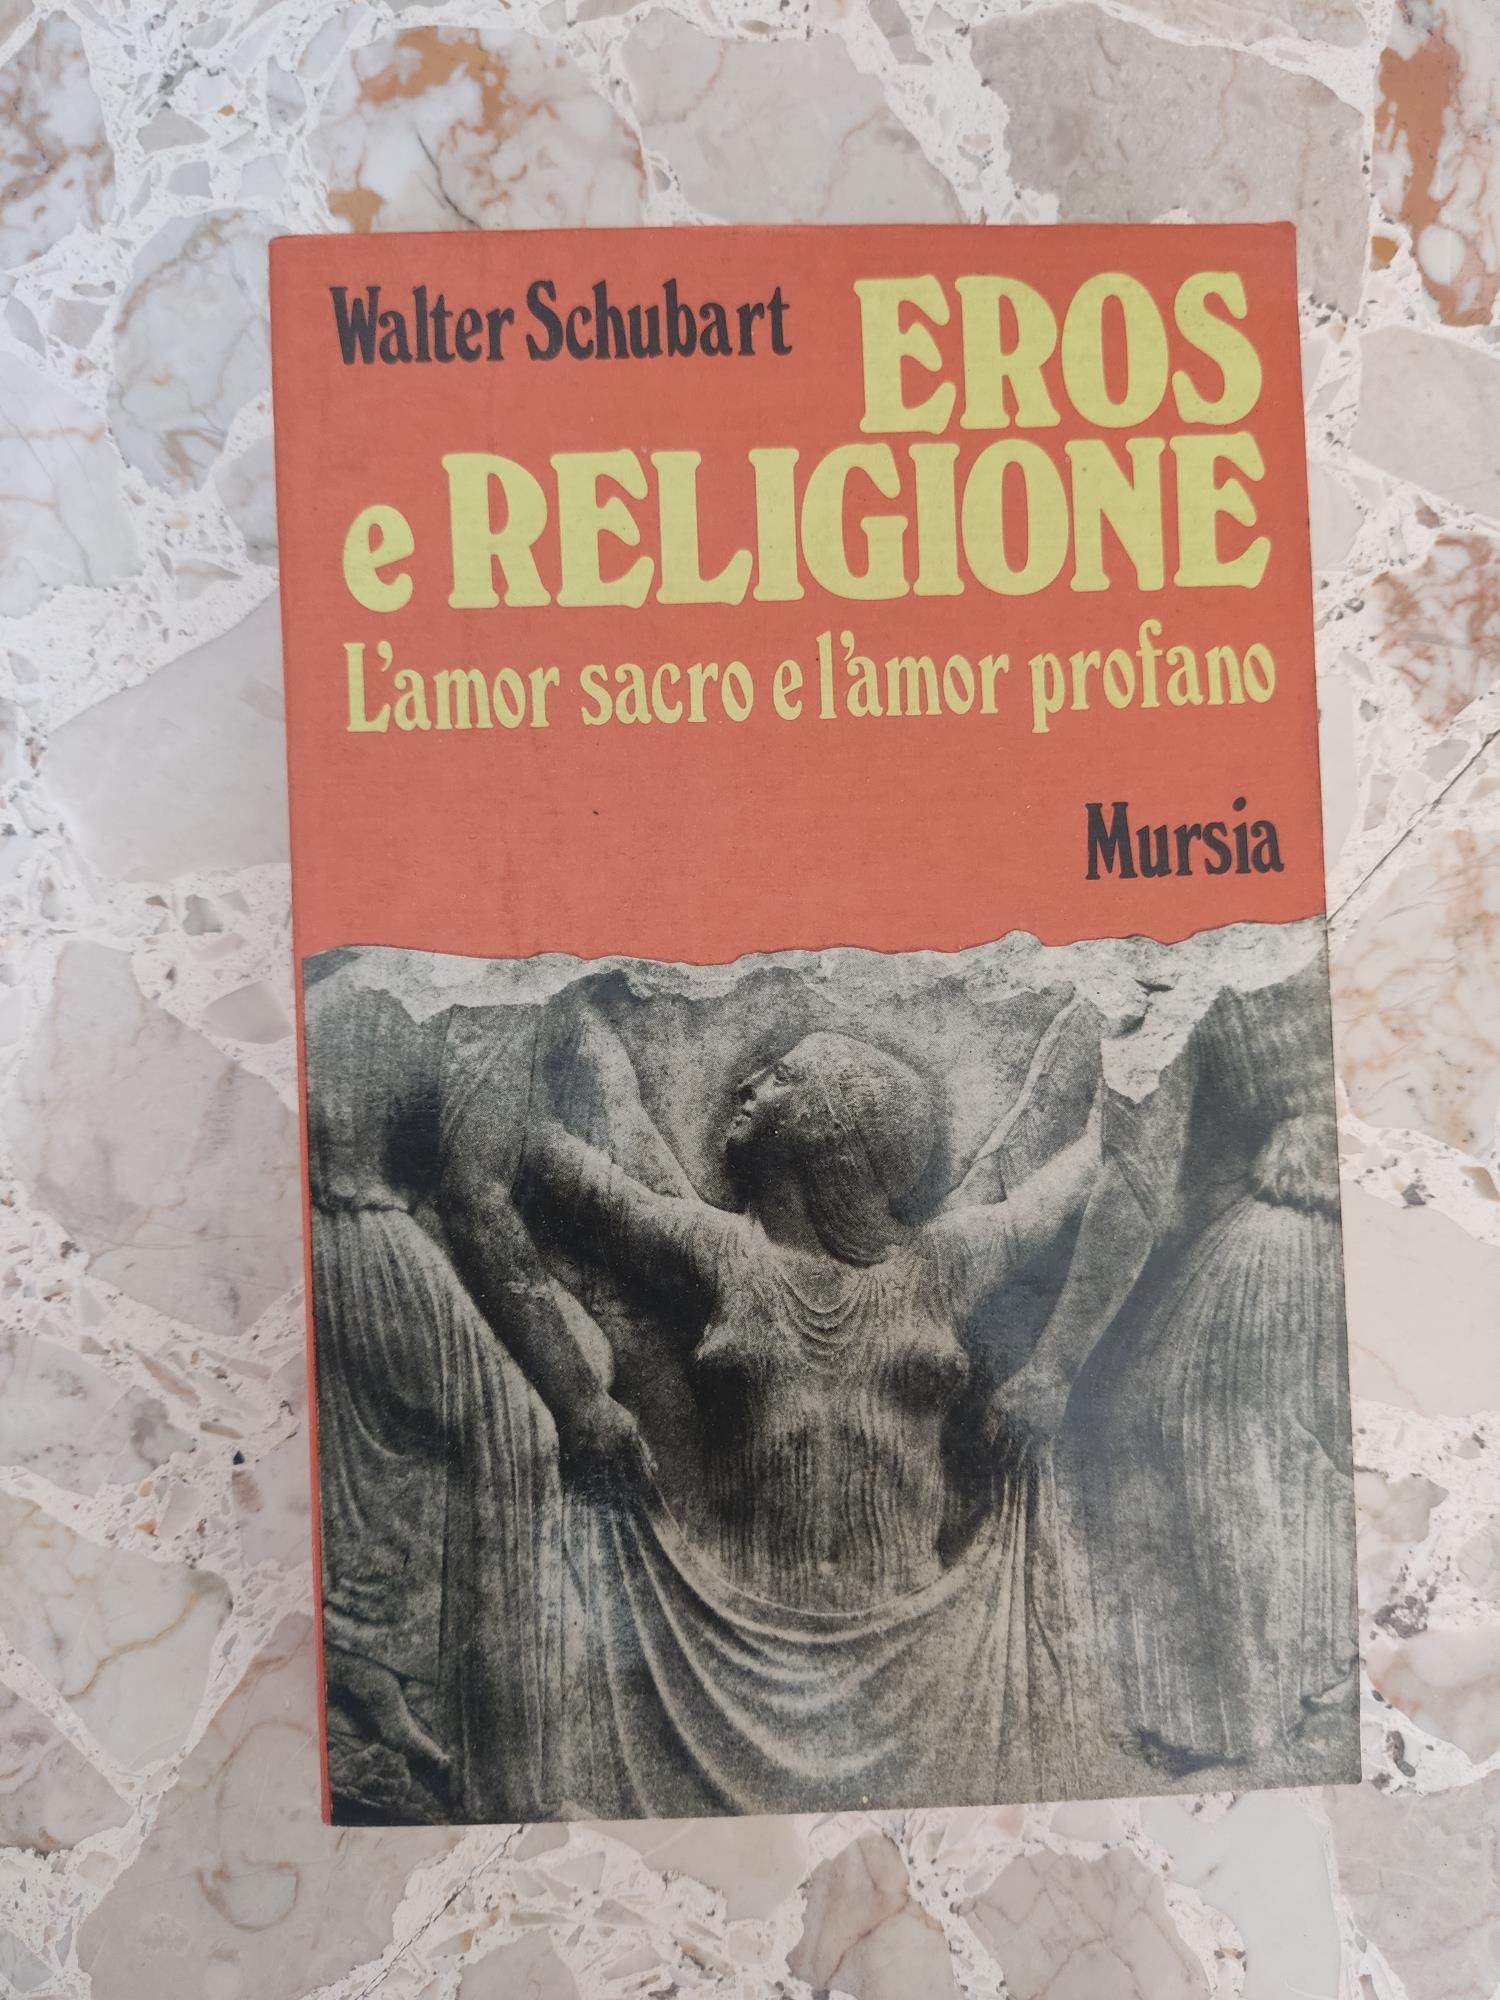 Walter Schubart
EROS
e RELIGIONE
L'amor sacro e l'amor profano
Mursia